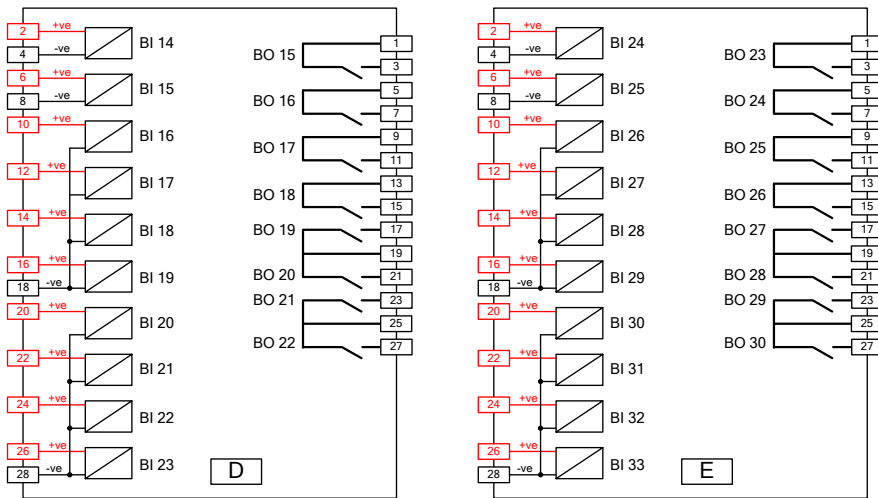 2 +ve BI 14
4 -ve
6 +ve BI 15
8 -ve
10 +ve BI 16
12 +ve BI 17
14 +ve BI 18
16 +ve BI 19
18 -ve
20 +ve BI 20
22 +ve BI 21
24 +ve BI 22
26 +ve BI 23
28 -ve
BO 15 1
3
BO 16 5
7
BO 17 9
11
BO 18 13
15
BO 19 17
19
BO 20 21
BO 21 23
25
BO 22 27
D
2 +ve BI 24
4 -ve
6 +ve BI 25
8 -ve
10 +ve BI 26
12 +ve BI 27
14 +ve BI 28
16 +ve BI 29
18 -ve
20 +ve BI 30
22 +ve BI 31
24 +ve BI 32
26 +ve BI 33
28 -ve
BO 23 1
3
BO 24 5
7
BO 25 9
11
BO 26 13
15
BO 27 17
19
BO 28 21
BO 29 23
25
BO 30 27
E